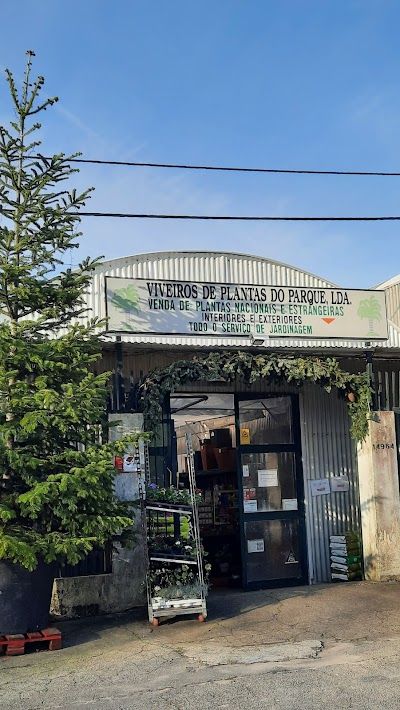 VIVEIROS DE PLANTAS DO PARQUE, LDA.
VENDA DE PLANTAS NACIONAIS E ESTRANGEIRAS
INTERIORES E EXTERIORES
TODO O SERVIÇO DE JARDINAGEM